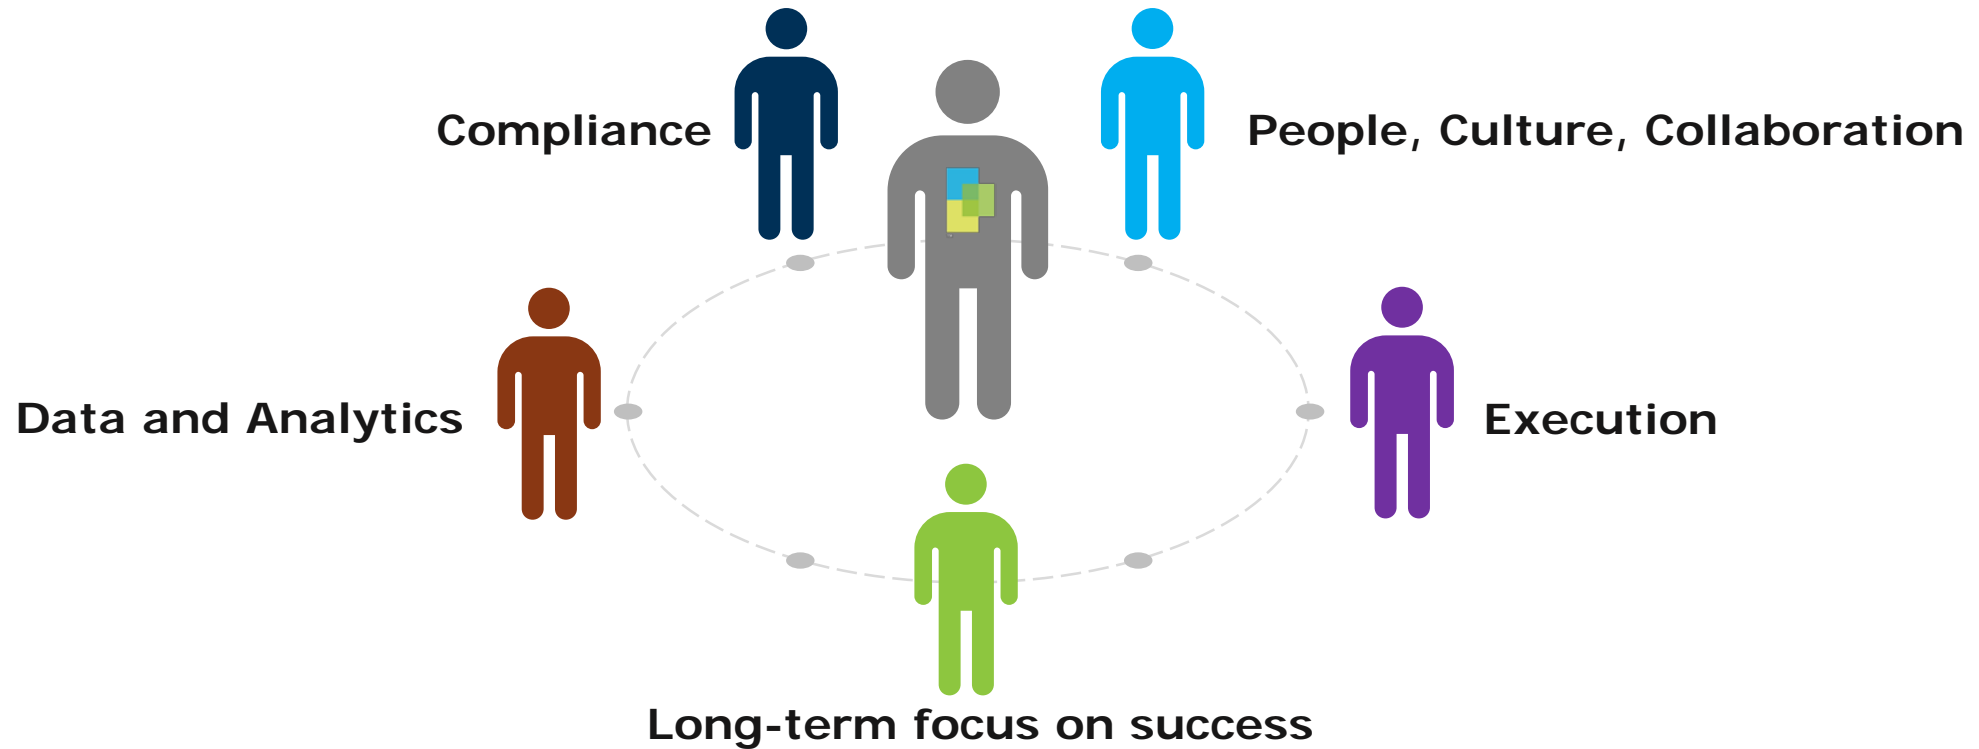 Compliance
People, Culture, Collaboration
Data and Analytics
Execution
Long-term focus on success